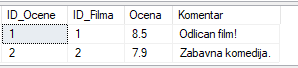 ID_Ocene ID_Filma Ocena Komentar
1 1 8.5 Odlican film!
2 2 7.9 Zabavna komedija.